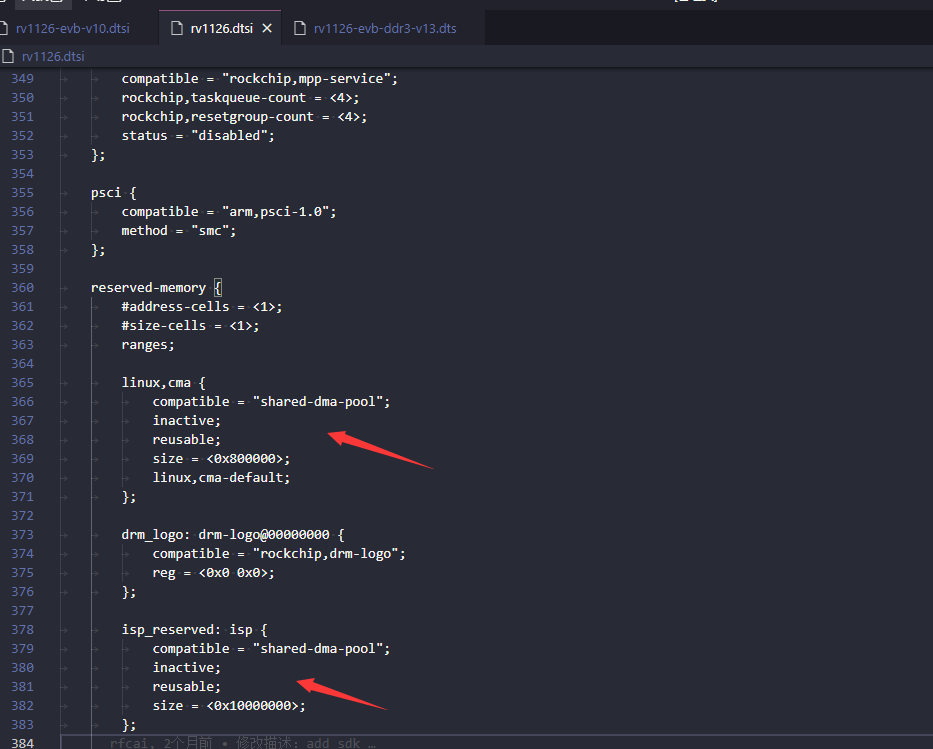 rv1126-evb-v10.dtsi
rv1126.dtsi
rv1126-evb-ddr3-v13.dts
rv1126.dtsi
349 compatible = "rockchip,mpp-service";
350 rockchip,taskqueue-count = <4>;
351 rockchip,resetgroup-count = <4>;
352 status = "disabled";
353 };
354
355 psci {
356 compatible = "arm,psci-1.0";
357 method = "smc";
358 };
359
360 reserved-memory {
361 #address-cells = <1>;
362 #size-cells = <1>;
363 ranges;
364
365 linux,cma {
366 compatible = "shared-dma-pool";
367 inactive;
368 reusable;
369 size = <0x800000>;
370 linux,cma-default;
371 };
372
373 drm_logo: drm-logo@00000000 {
374 compatible = "rockchip,drm-logo";
375 reg = <0x0 0x0>;
376 };
377
378 isp_reserved: isp {
379 compatible = "shared-dma-pool";
380 inactive;
381 reusable;
382 size = <0x10000000>;
383 };
384 rfcai, 2个月前 • 修改描述: add sdk …